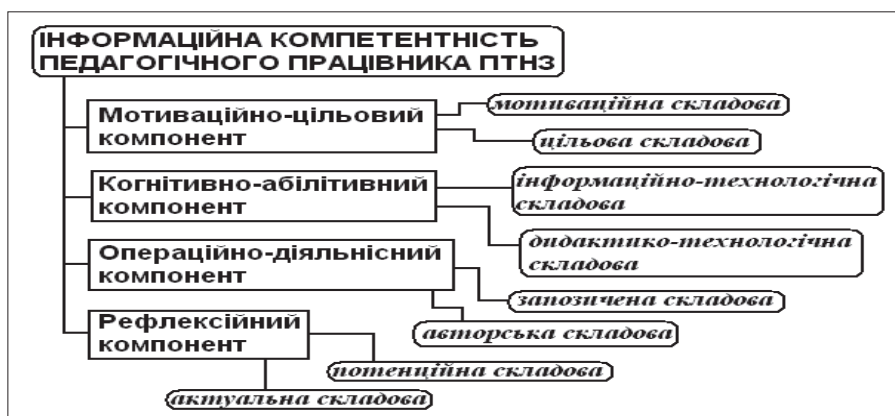 ІНФОРМАЦІЙНА КОМПЕТЕНТНІСТЬ
ПЕДАГОГІЧНОГО ПРАЦІВНИКА ПТНЗ
Мотиваційно-цільовий
компонент
мотиваційна складова
цільова складова
Когнітивно-абілітивний
компонент
інформаційно-технологічна
складова
дидактико-технологічна
складова
Операційно-діяльнісний
компонент
запозичена складова
авторська складова
Рефлексійний
компонент
потенційна складова
актуальна складова